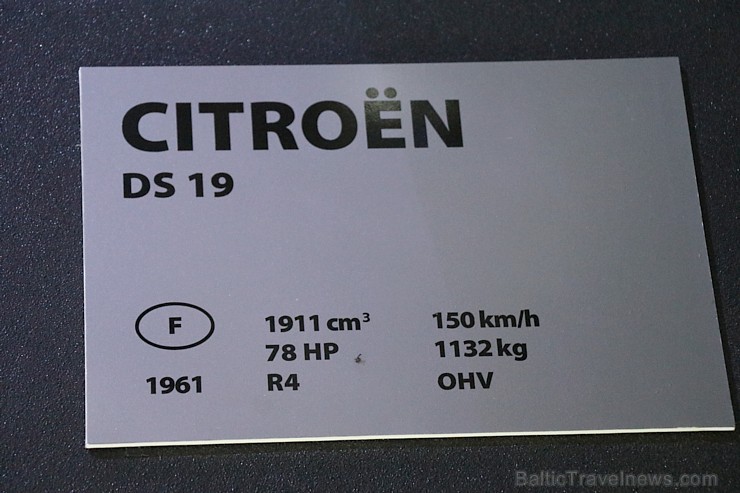 CITROËN
DS 19
F 1911 cm³ 150 km/h
78 HP 1132 kg
1961 R4 OHV
BalticTravelnews.com